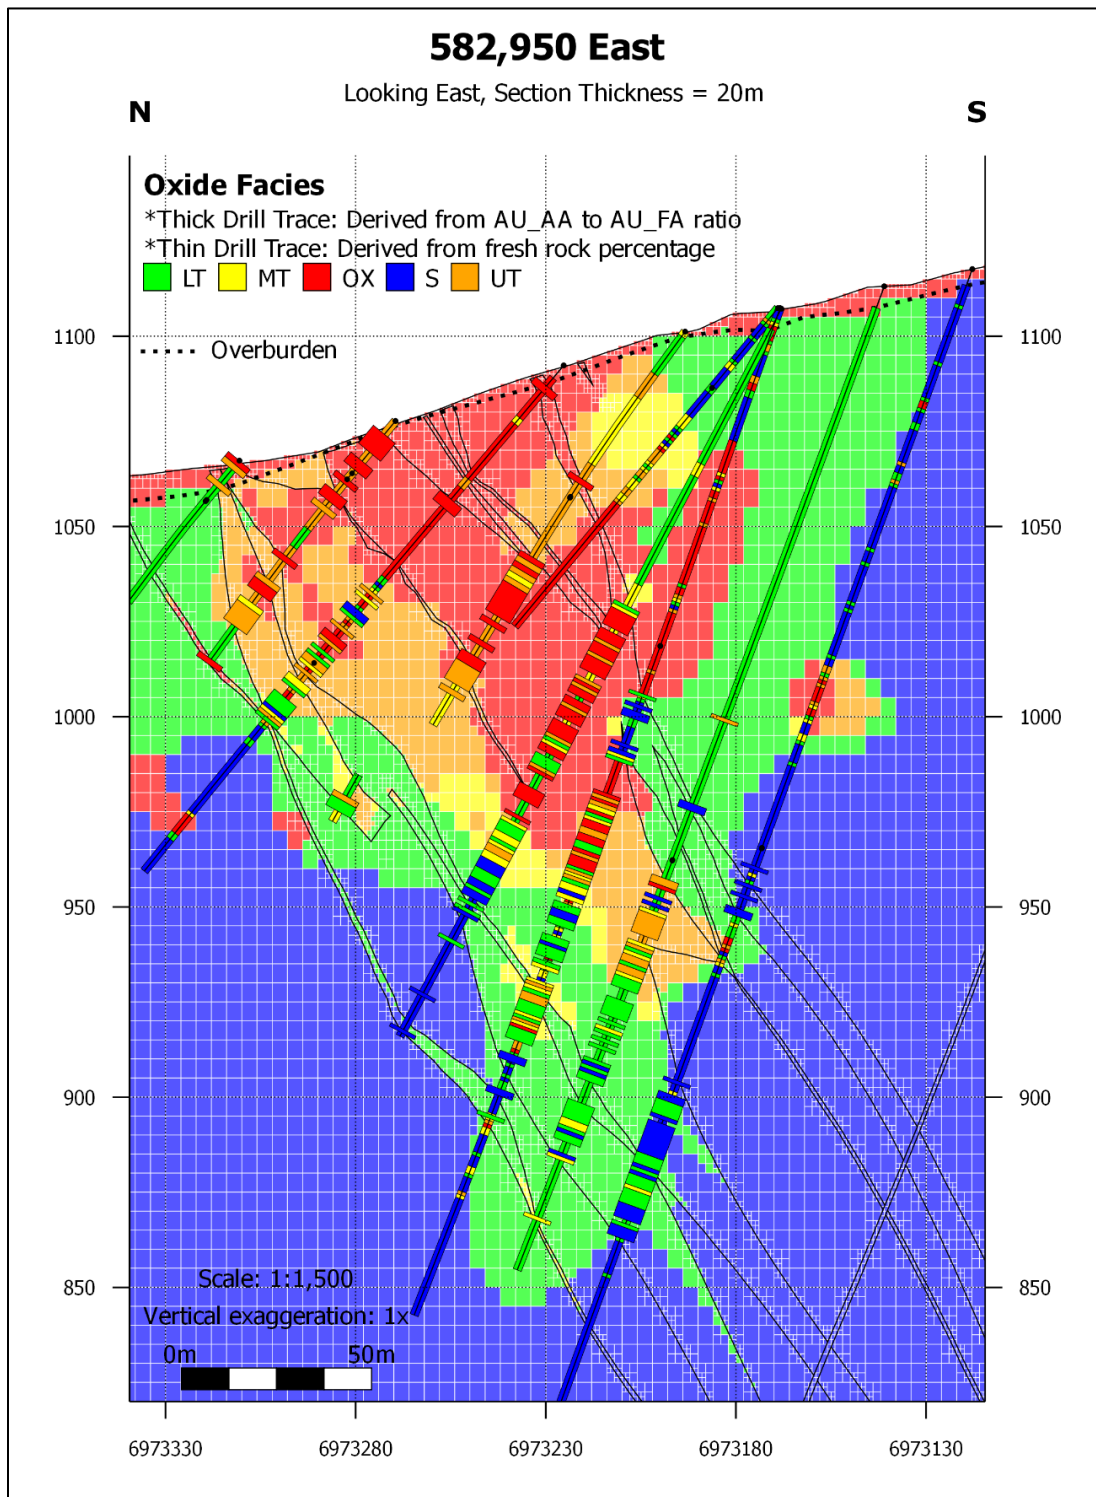 582,950 East
Looking East, Section Thickness = 20m
N
S
Oxide Facies
*Thick Drill Trace: Derived from AU_AA to AU_FA ratio
*Thin Drill Trace: Derived from fresh rock percentage
LT MT OX S UT
1100 1100
Overburden
1050 1050
1000 1000
950 950
900 900
850 850
Scale: 1:1,500
Vertical exaggeration: 1x
0m 50m
6973330 6973280 6973230 6973180 6973130